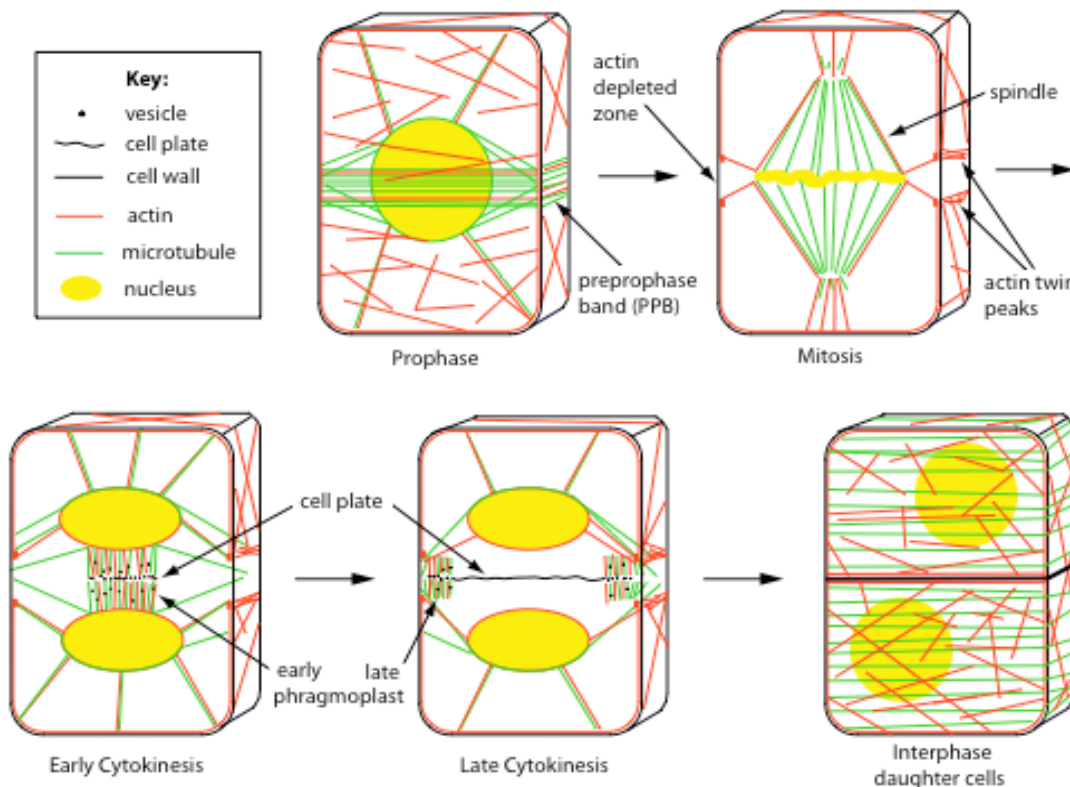 Key:
vesicle
cell plate
cell wall
actin
microtubule
nucleus
actin
depleted
zone
spindle
preprophase
band (PPB)
actin twin
peaks
Prophase
Mitosis
cell plate
early
phragmoplast
late
Early Cytokinesis
Late Cytokinesis
Interphase
daughter cells